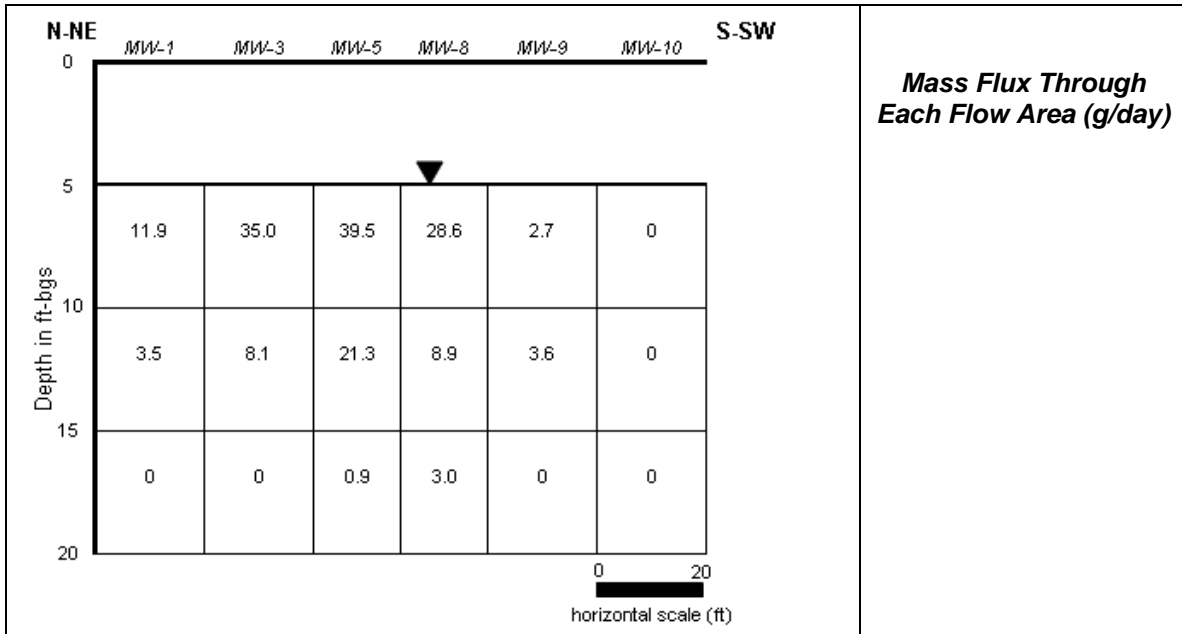 N-NE
S-SW
MW-1 MW-3 MW-5 MW-8 MW-9 MW-10
0
5
11.9 35.0 39.5 28.6 2.7 0
10
3.5 8.1 21.3 8.9 3.6 0
15
0 0 0.9 3.0 0 0
20
Depth in ft-bgs
0 20
horizontal scale (ft)
Mass Flux Through
Each Flow Area (g/day)